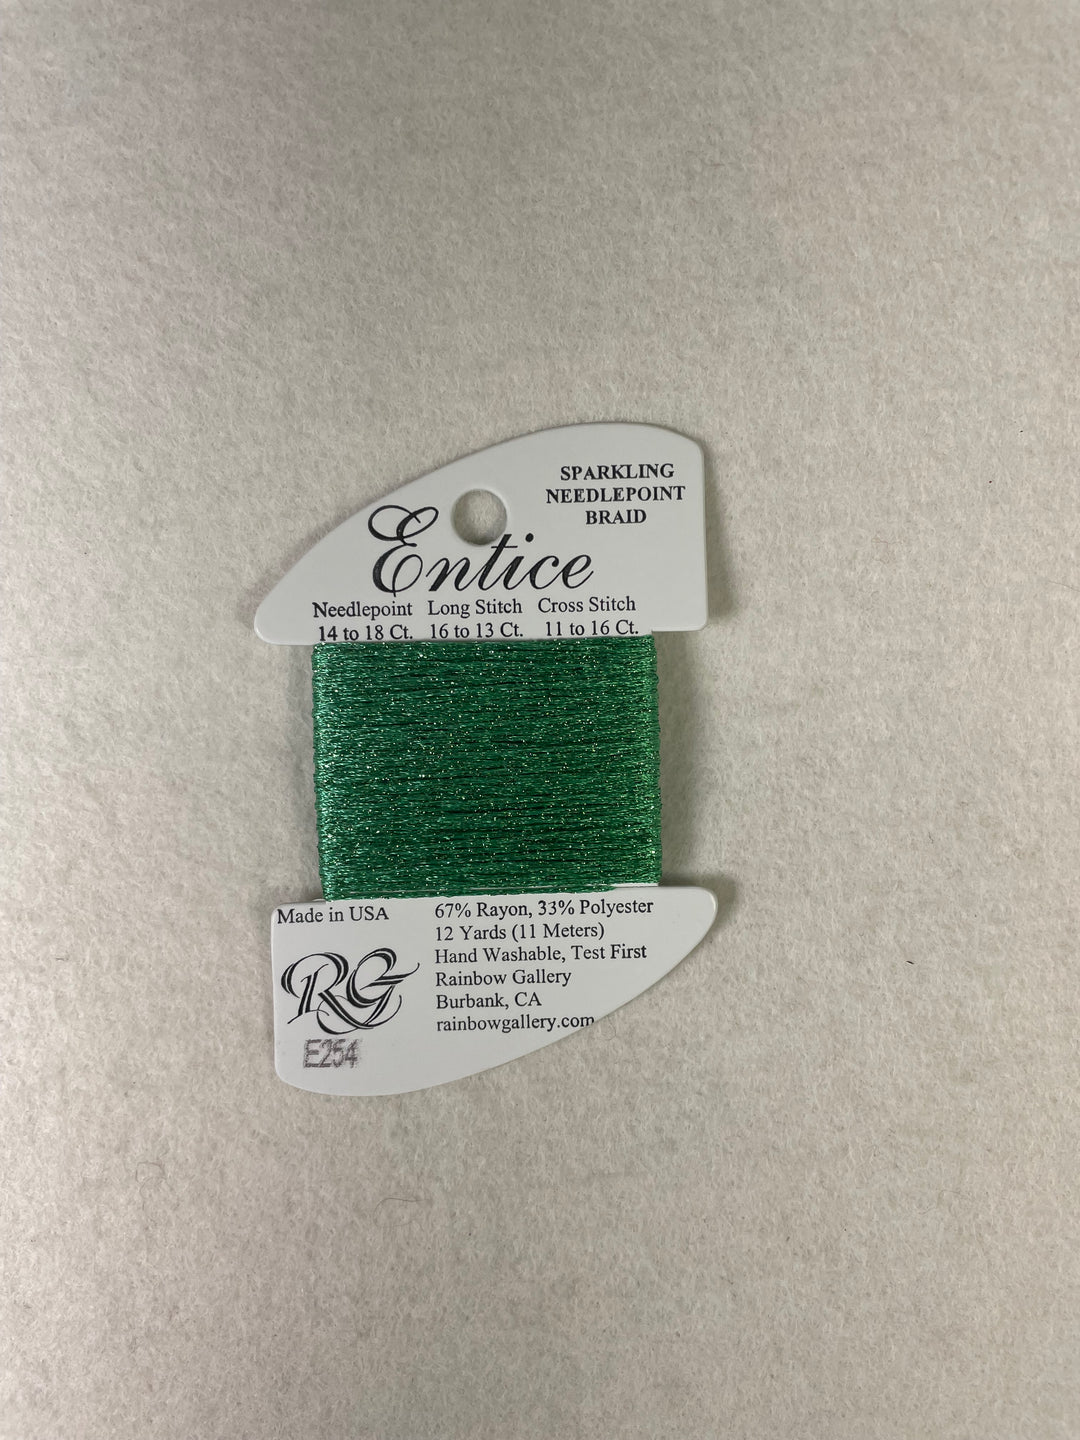 SPARKLING
NEEDLEPOINT
BRAID
Entice
Needlepoint Long Stitch Cross Stitch
14 to 18 Ct. 16 to 13 Ct. 11 to 16 Ct.
Made in USA
67% Rayon, 33% Polyester
12 Yards (11 Meters)
Hand Washable, Test First
Rainbow Gallery
Burbank, CA
rainbowgallery.com
RG
E254